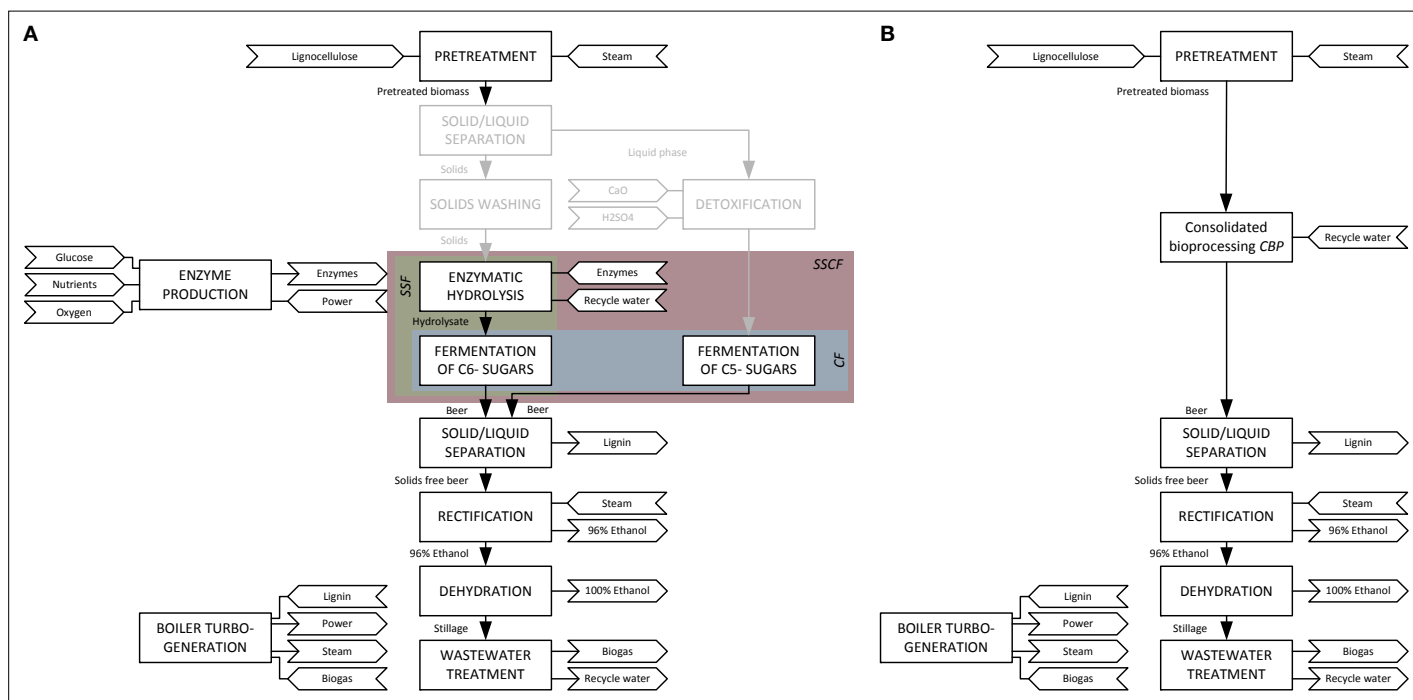 A
Lignocellulose
PRETREATMENT
Steam
Pretreated biomass
SOLID/LIQUID
SEPARATION
Liquid phase
Solids
SOLIDS WASHING
CaO
H2SO4
DETOXIFICATION
Solids
Glucose
Nutrients
Oxygen
ENZYME
PRODUCTION
Enzymes
Power
SSF
SSCF
ENZYMATIC
HYDROLYSIS
Enzymes
Recycle water
Hydrolysate
FERMENTATION
OF C6- SUGARS
FERMENTATION
OF C5- SUGARS
CF
Beer
Beer
SOLID/LIQUID
SEPARATION
Lignin
Solids free beer
RECTIFICATION
Steam
96% Ethanol
96% Ethanol
DEHYDRATION
100% Ethanol
Stillage
WASTEWATER
TREATMENT
Biogas
Recycle water
BOILER TURBO-
GENERATION
Lignin
Power
Steam
Biogas
B
Lignocellulose
PRETREATMENT
Steam
Pretreated biomass
Consolidated
bioprocessing CBP
Recycle water
Beer
SOLID/LIQUID
SEPARATION
Lignin
Solids free beer
RECTIFICATION
Steam
96% Ethanol
96% Ethanol
DEHYDRATION
100% Ethanol
Stillage
WASTEWATER
TREATMENT
Biogas
Recycle water
BOILER TURBO-
GENERATION
Lignin
Power
Steam
Biogas